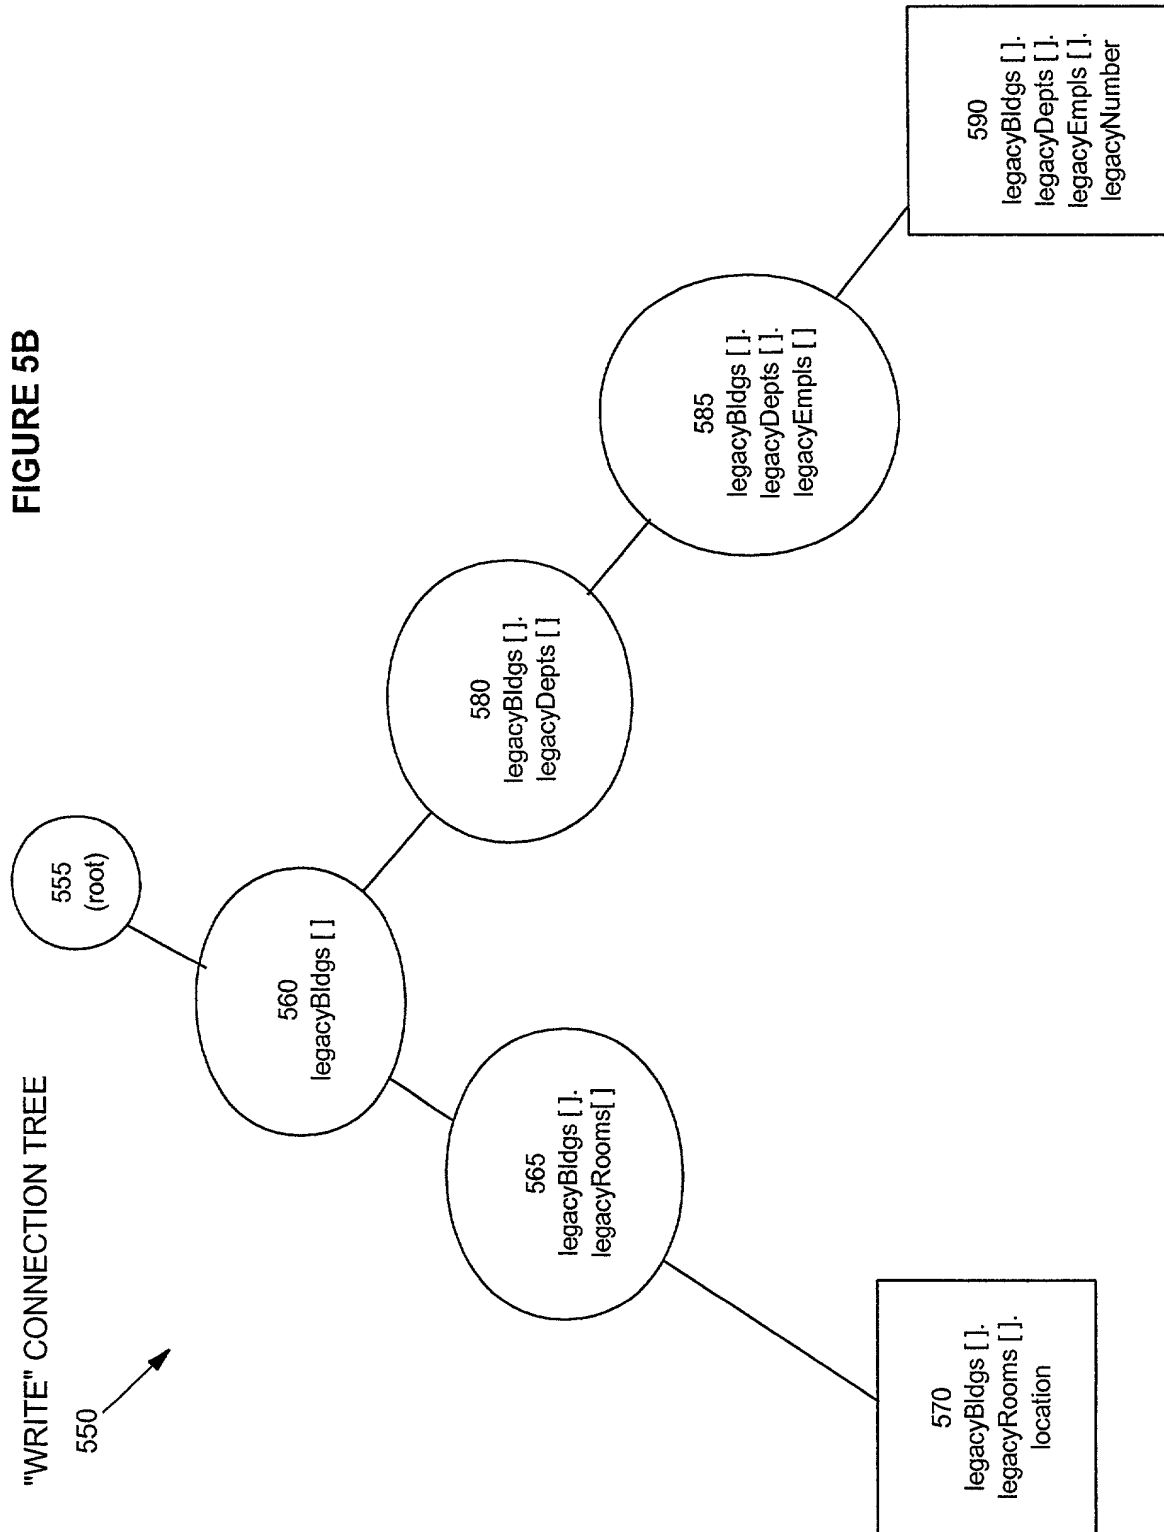 "WRITE" CONNECTION TREE
FIGURE 5B
550
555
(root)
560
legacyBldgs [ ]
565
legacyBldgs [ ].
legacyRooms[ ]
580
legacyBldgs [ ].
legacyDepts [ ]
585
legacyBldgs [ ].
legacyDepts [ ].
legacyEmpls [ ]
570
legacyBldgs [ ].
legacyRooms [ ].
location
590
legacyBldgs [ ].
legacyDepts [ ].
legacyEmpls [ ].
legacyNumber